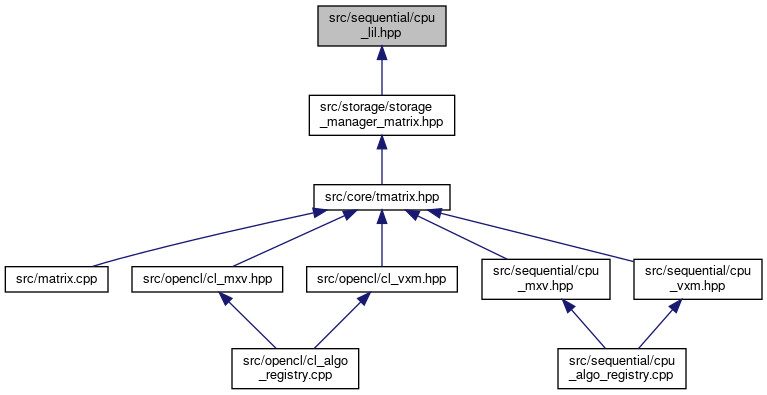 src/sequential/cpu
_lil.hpp
src/storage/storage
_manager_matrix.hpp
src/core/tmatrix.hpp
src/matrix.cpp
src/opencl/cl_mxv.hpp
src/opencl/cl_vxm.hpp
src/sequential/cpu
_mxv.hpp
src/sequential/cpu
_vxm.hpp
src/opencl/cl_algo
_registry.cpp
src/sequential/cpu
_algo_registry.cpp